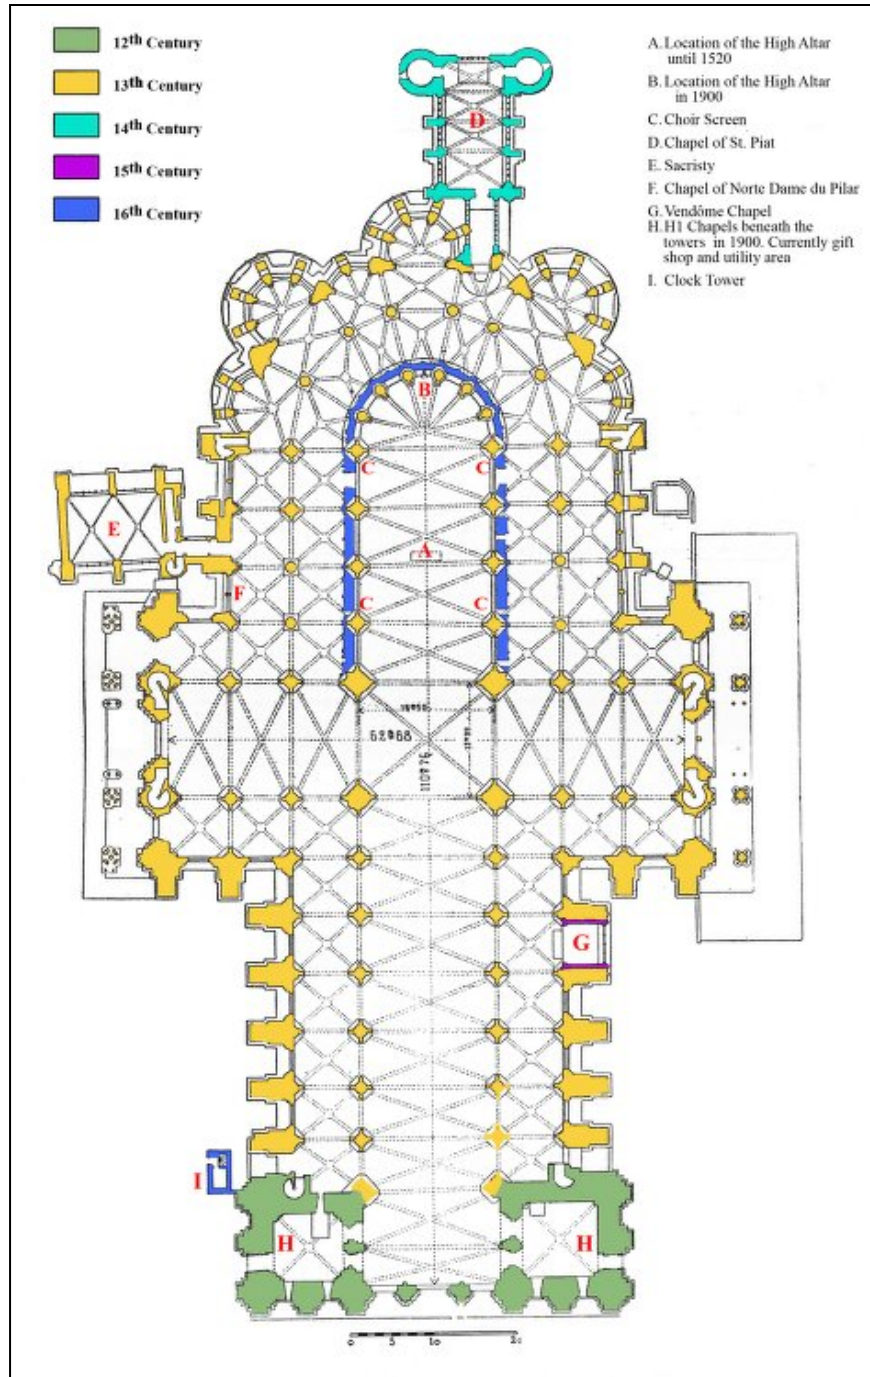 12th Century
13th Century
14th Century
15th Century
16th Century
A. Location of the High Altar
until 1520
B. Location of the High Altar
in 1900
C. Choir Screen
D. Chapel of St. Piat
E. Sacristy
F. Chapel of Norte Dame du Pilar
G. Vendôme Chapel
H. H1 Chapels beneath the
towers in 1900. Currently gift
shop and utility area
I. Clock Tower
D
B
C C
E A
F C C
G
I
H H
0 5 10